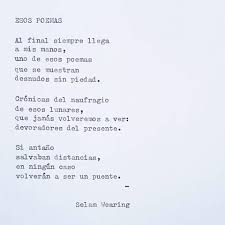 ESOS POEMAS
Al final siempre llega
a mis manos,
uno de esos poemas
que se muestran
desnudos sin piedad.
Crónicas del naufragio
de esos lunares,
que jamás volveremos a ver:
devoradores del presente.
Si antaño
salvaban distancias,
en ningún caso
volverán a ser un puente.
Selam Wearing